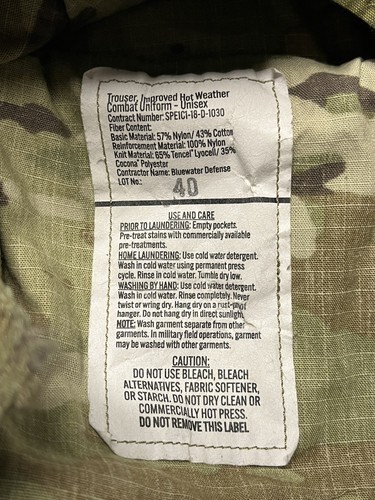 Trouser, Improved Hot Weather
Combat Uniform - Unisex
Contract Number: SPE1C1-18-D-1030
Fiber Content:
Basic Material: 57% Nylon/ 43% Cotton
Reinforcement Material: 100% Nylon
Knit Material: 65% Tencel® Lyocell/ 35%
Cocona® Polyester
Contractor Name: Bluewater Defense
LOT No.:
40
USE AND CARE
PRIOR TO LAUNDERING: Empty pockets.
Pre-treat stains with commercially available
pre-treatments.
HOME LAUNDERING: Use cold water detergent.
Wash in cold water using permanent press
cycle. Rinse in cold water. Tumble dry low.
WASHING BY HAND: Use cold water detergent.
Wash in cold water. Rinse completely. Never
twist or wring dry. Hang dry on a rust-proof
hanger. Do not hang dry in direct sunlight.
NOTE: Wash garment separate from other
garments. In military field operations, garment
may be washed with other garments.
CAUTION:
DO NOT USE BLEACH, BLEACH
ALTERNATIVES, FABRIC SOFTENER,
OR STARCH. DO NOT DRY CLEAN OR
COMMERCIALLY HOT PRESS.
DO NOT REMOVE THIS LABEL